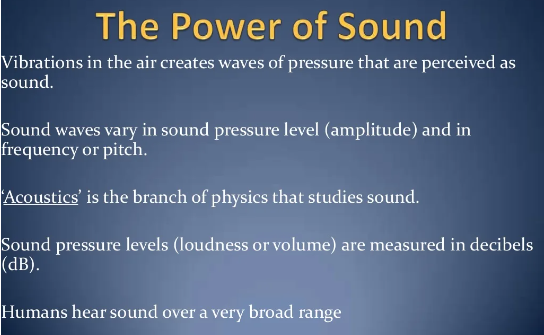 The Power of Sound
Vibrations in the air creates waves of pressure that are perceived as
sound.
Sound waves vary in sound pressure level (amplitude) and in
frequency or pitch.
‘Acoustics’ is the branch of physics that studies sound.
Sound pressure levels (loudness or volume) are measured in decibels
(dB).
Humans hear sound over a very broad range